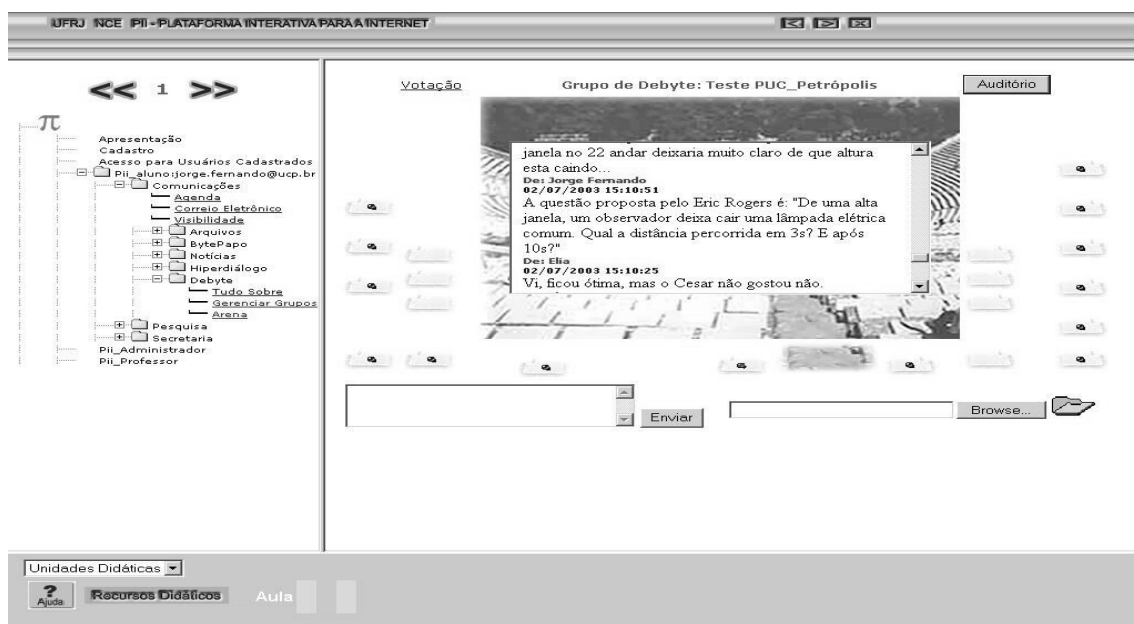 UFRJ NCE PII - PLATAFORMA INTERATIVA PARA A INTERNET
<< 1 >>
π
Apresentação
Cadastro
Acesso para Usuários Cadastrados
Pii_aluno:jorge.fernando@ucp.br
Comunicações
Agenda
Correio Eletrônico
Visibilidade
Arquivos
BytePapo
Notícias
Hiperdiálogo
Debyte
Tudo Sobre
Gerenciar Grupos
Arena
Pesquisa
Secretaria
Pii_Administrador
Pii_Professor
Votação Grupo de Debyte: Teste PUC_Petrópolis Auditório
janela no 22 andar deixaria muito claro de que altura
esta caindo...
De: Jorge Fernando
02/07/2003 15:10:51
A questão proposta pelo Eric Rogers é: "De uma alta
janela, um observador deixa cair uma lâmpada elétrica
comum. Qual a distância percorrida em 3s? E após
10s?"
De: Elia
02/07/2003 15:10:25
Vi, ficou ótima, mas o Cesar não gostou não.
Enviar Browse...
Unidades Didáticas
?
Ajuda Recursos Didáticos Aula